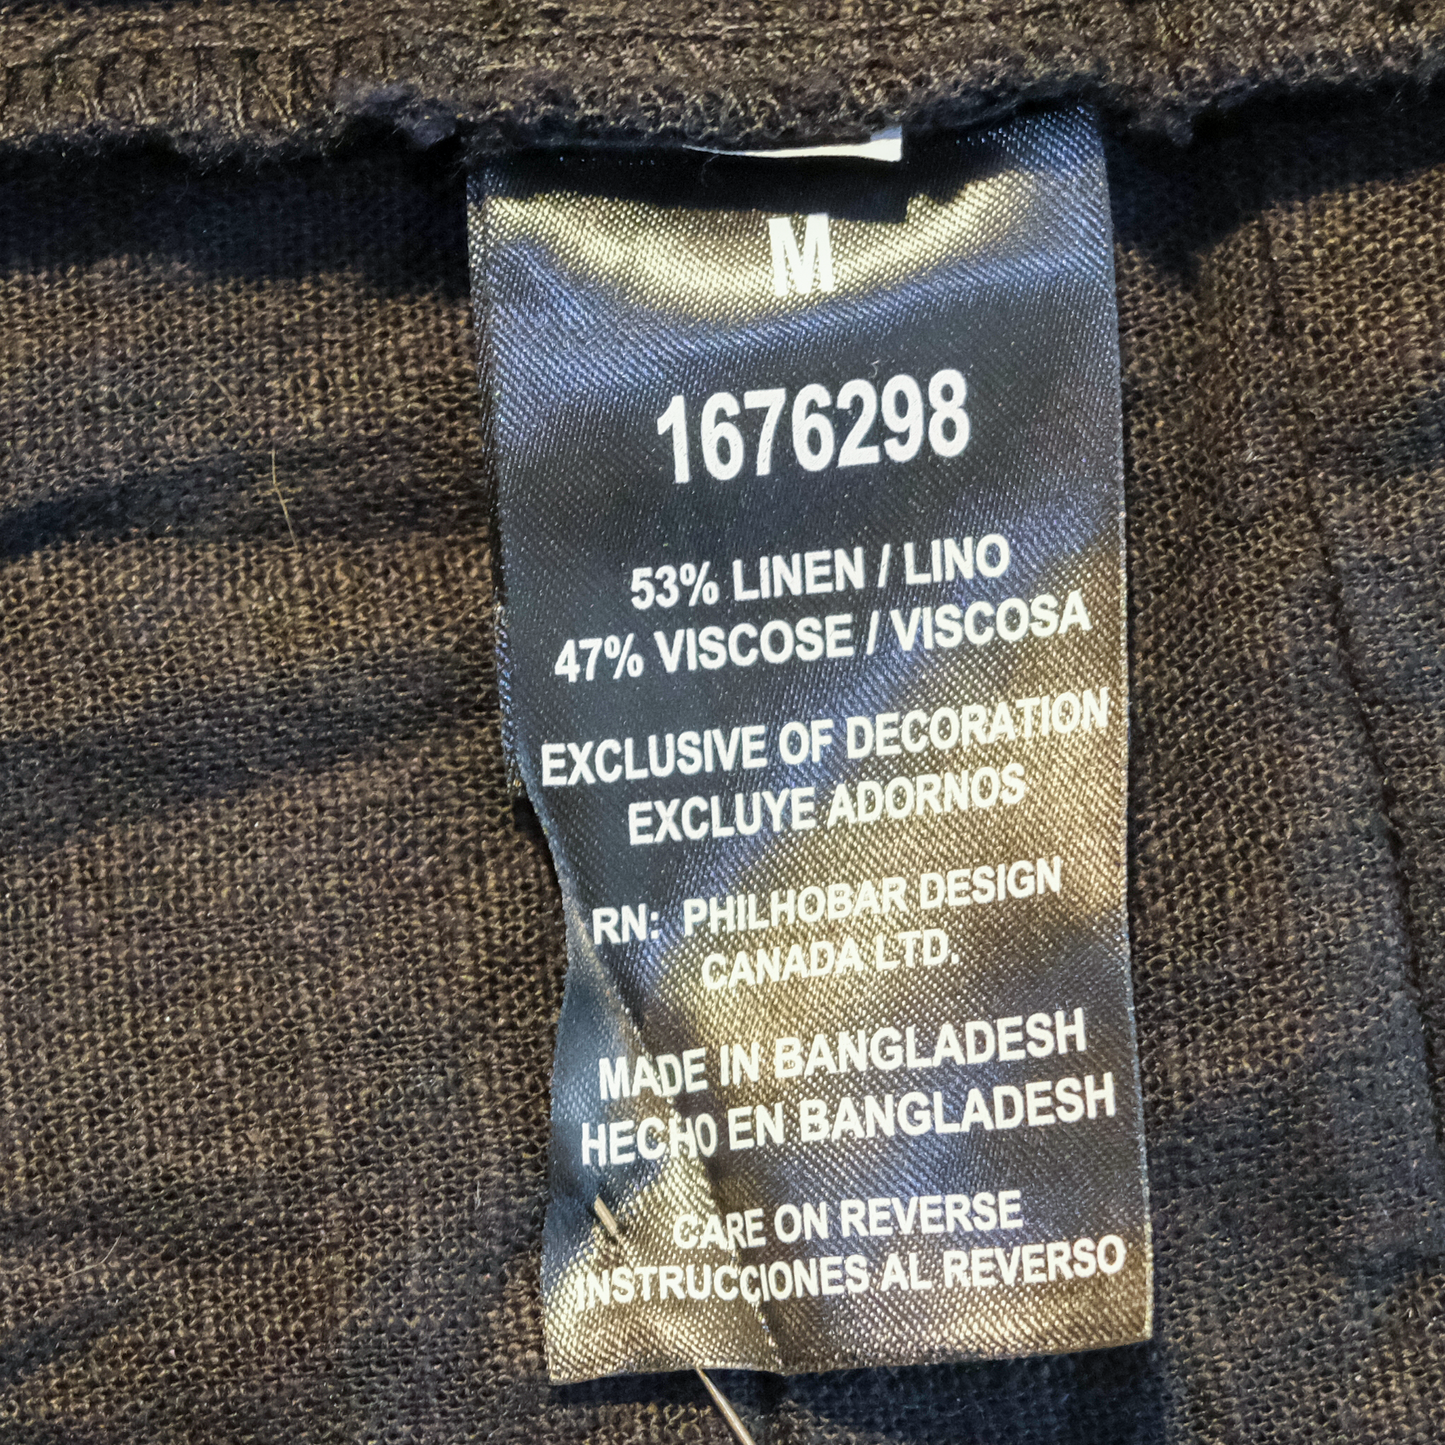 M
1676298
53% LINEN / LINO
47% VISCOSE / VISCOSA
EXCLUSIVE OF DECORATION
EXCLUYE ADORNOS
RN: PHILHOBAR DESIGN
CANADA LTD.
MADE IN BANGLADESH
HECHO EN BANGLADESH
CARE ON REVERSE
INSTRUCCIONES AL REVERSO